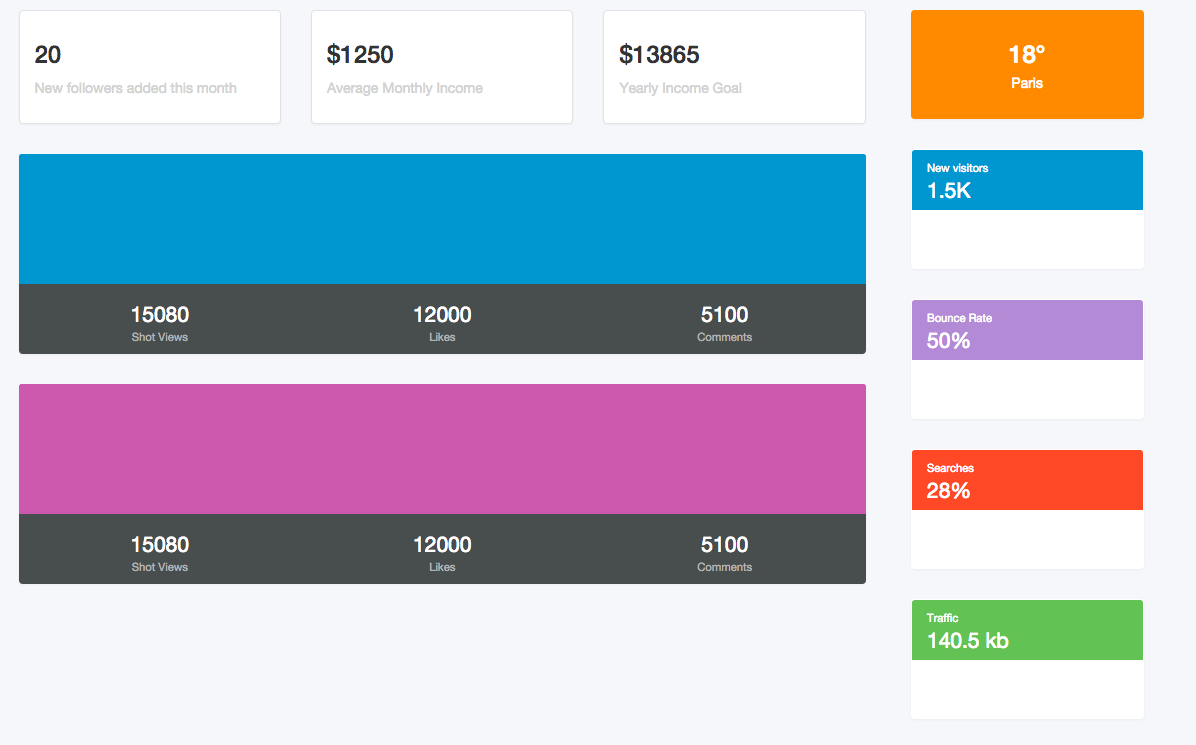 20
New followers added this month
$1250
Average Monthly Income
$13865
Yearly Income Goal
18º
Paris
15080
Shot Views
12000
Likes
5100
Comments
15080
Shot Views
12000
Likes
5100
Comments
New visitors
1.5K
Bounce Rate
50%
Searches
28%
Traffic
140.5 kb